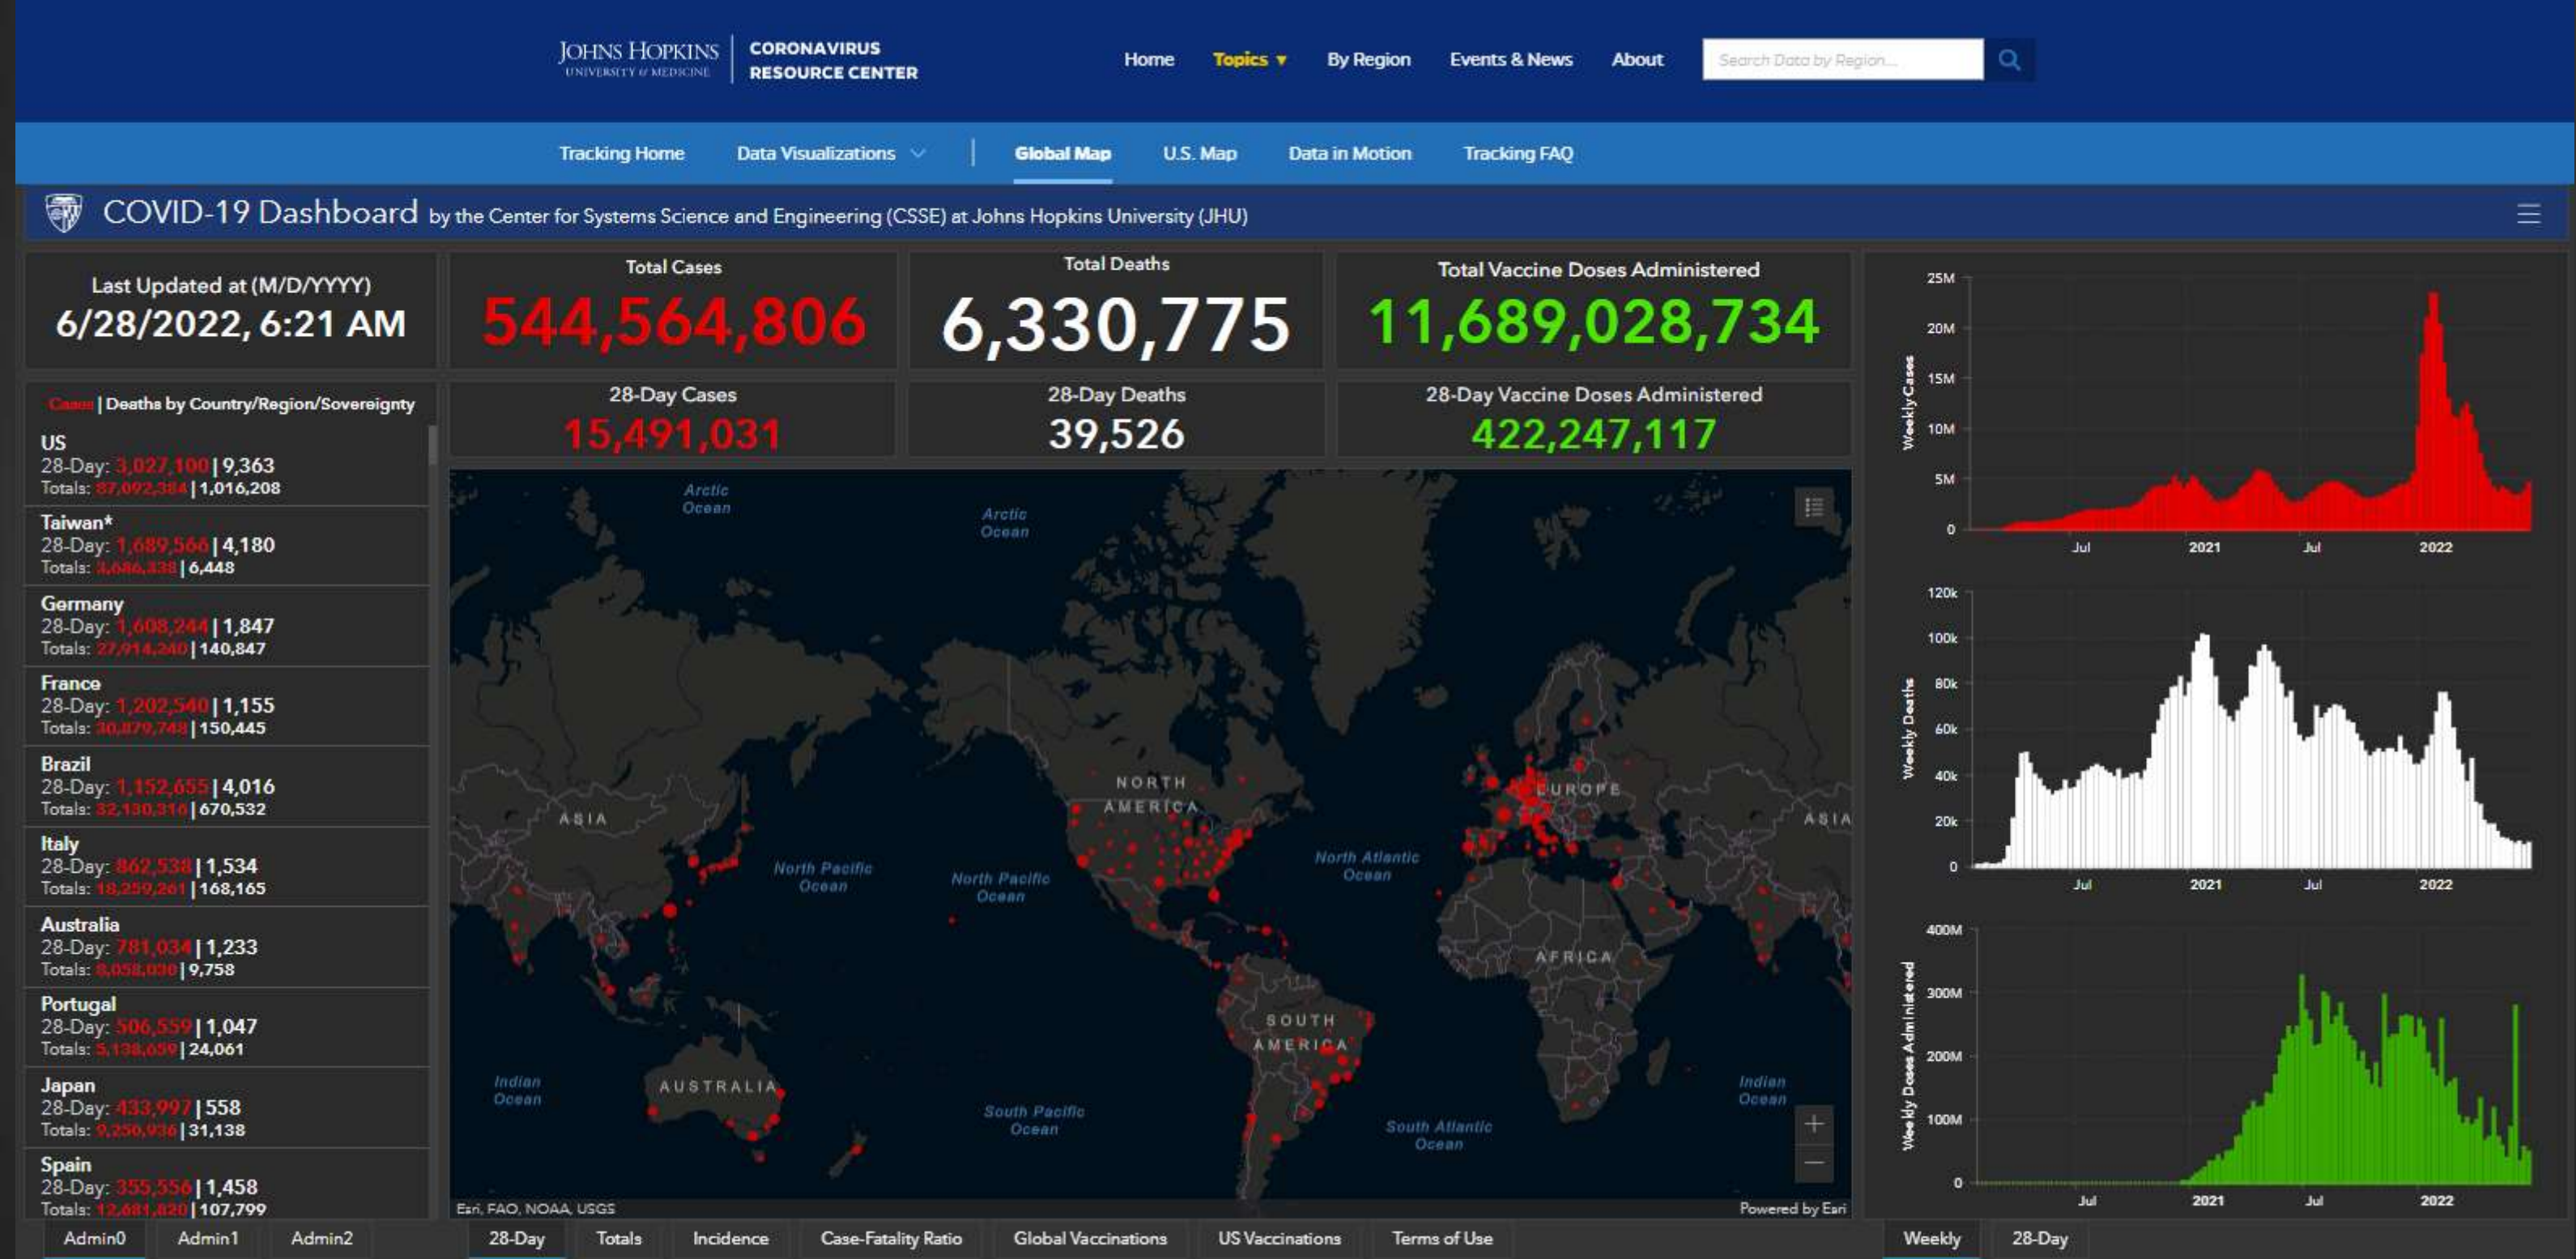 JOHNS HOPKINS
UNIVERSITY & MEDICINE
CORONAVIRUS
RESOURCE CENTER
Home
Topics ▼
By Region
Events & News
About
Search Data by Region...
Tracking Home
Data Visualizations
Global Map
U.S. Map
Data in Motion
Tracking FAQ
COVID-19 Dashboard by the Center for Systems Science and Engineering (CSSE) at Johns Hopkins University (JHU)
Last Updated at (M/D/YYYY)
6/28/2022, 6:21 AM
Cases | Deaths by Country/Region/Sovereignty
US
28-Day: 3,027,100 | 9,363
Totals: 87,092,384 | 1,016,208
Taiwan*
28-Day: 1,689,566 | 4,180
Totals: 3,686,338 | 6,448
Germany
28-Day: 1,608,244 | 1,847
Totals: 27,914,240 | 140,847
France
28-Day: 1,202,540 | 1,155
Totals: 30,879,748 | 150,445
Brazil
28-Day: 1,152,655 | 4,016
Totals: 32,130,316 | 670,532
Italy
28-Day: 862,538 | 1,534
Totals: 18,259,261 | 168,165
Australia
28-Day: 781,034 | 1,233
Totals: 8,058,030 | 9,758
Portugal
28-Day: 506,559 | 1,047
Totals: 5,138,659 | 24,061
Japan
28-Day: 433,997 | 558
Totals: 9,250,936 | 31,138
Spain
28-Day: 355,556 | 1,458
Totals: 12,681,820 | 107,799
Admin0
Admin1
Admin2
Total Cases
544,564,806
Total Deaths
6,330,775
Total Vaccine Doses Administered
11,689,028,734
28-Day Cases
15,491,031
28-Day Deaths
39,526
28-Day Vaccine Doses Administered
422,247,117
Arctic
Ocean
Arctic
Ocean
NORTH
AMERICA
EUROPE
ASIA
ASIA
North Pacific
Ocean
North Pacific
Ocean
North Atlantic
Ocean
AFRICA
SOUTH
AMERICA
AUSTRALIA
Indian
Ocean
Indian
Ocean
South Pacific
Ocean
South Atlantic
Ocean
+
−
Esri, FAO, NOAA, USGS
Powered by Esri
28-Day
Totals
Incidence
Case-Fatality Ratio
Global Vaccinations
US Vaccinations
Terms of Use
Weekly Cases
25M
20M
15M
10M
5M
0
Jul
2021
Jul
2022
Weekly Deaths
120k
100k
80k
60k
40k
20k
0
Jul
2021
Jul
2022
Weekly Doses Administered
400M
300M
200M
100M
0
Jul
2021
Jul
2022
Weekly
28-Day